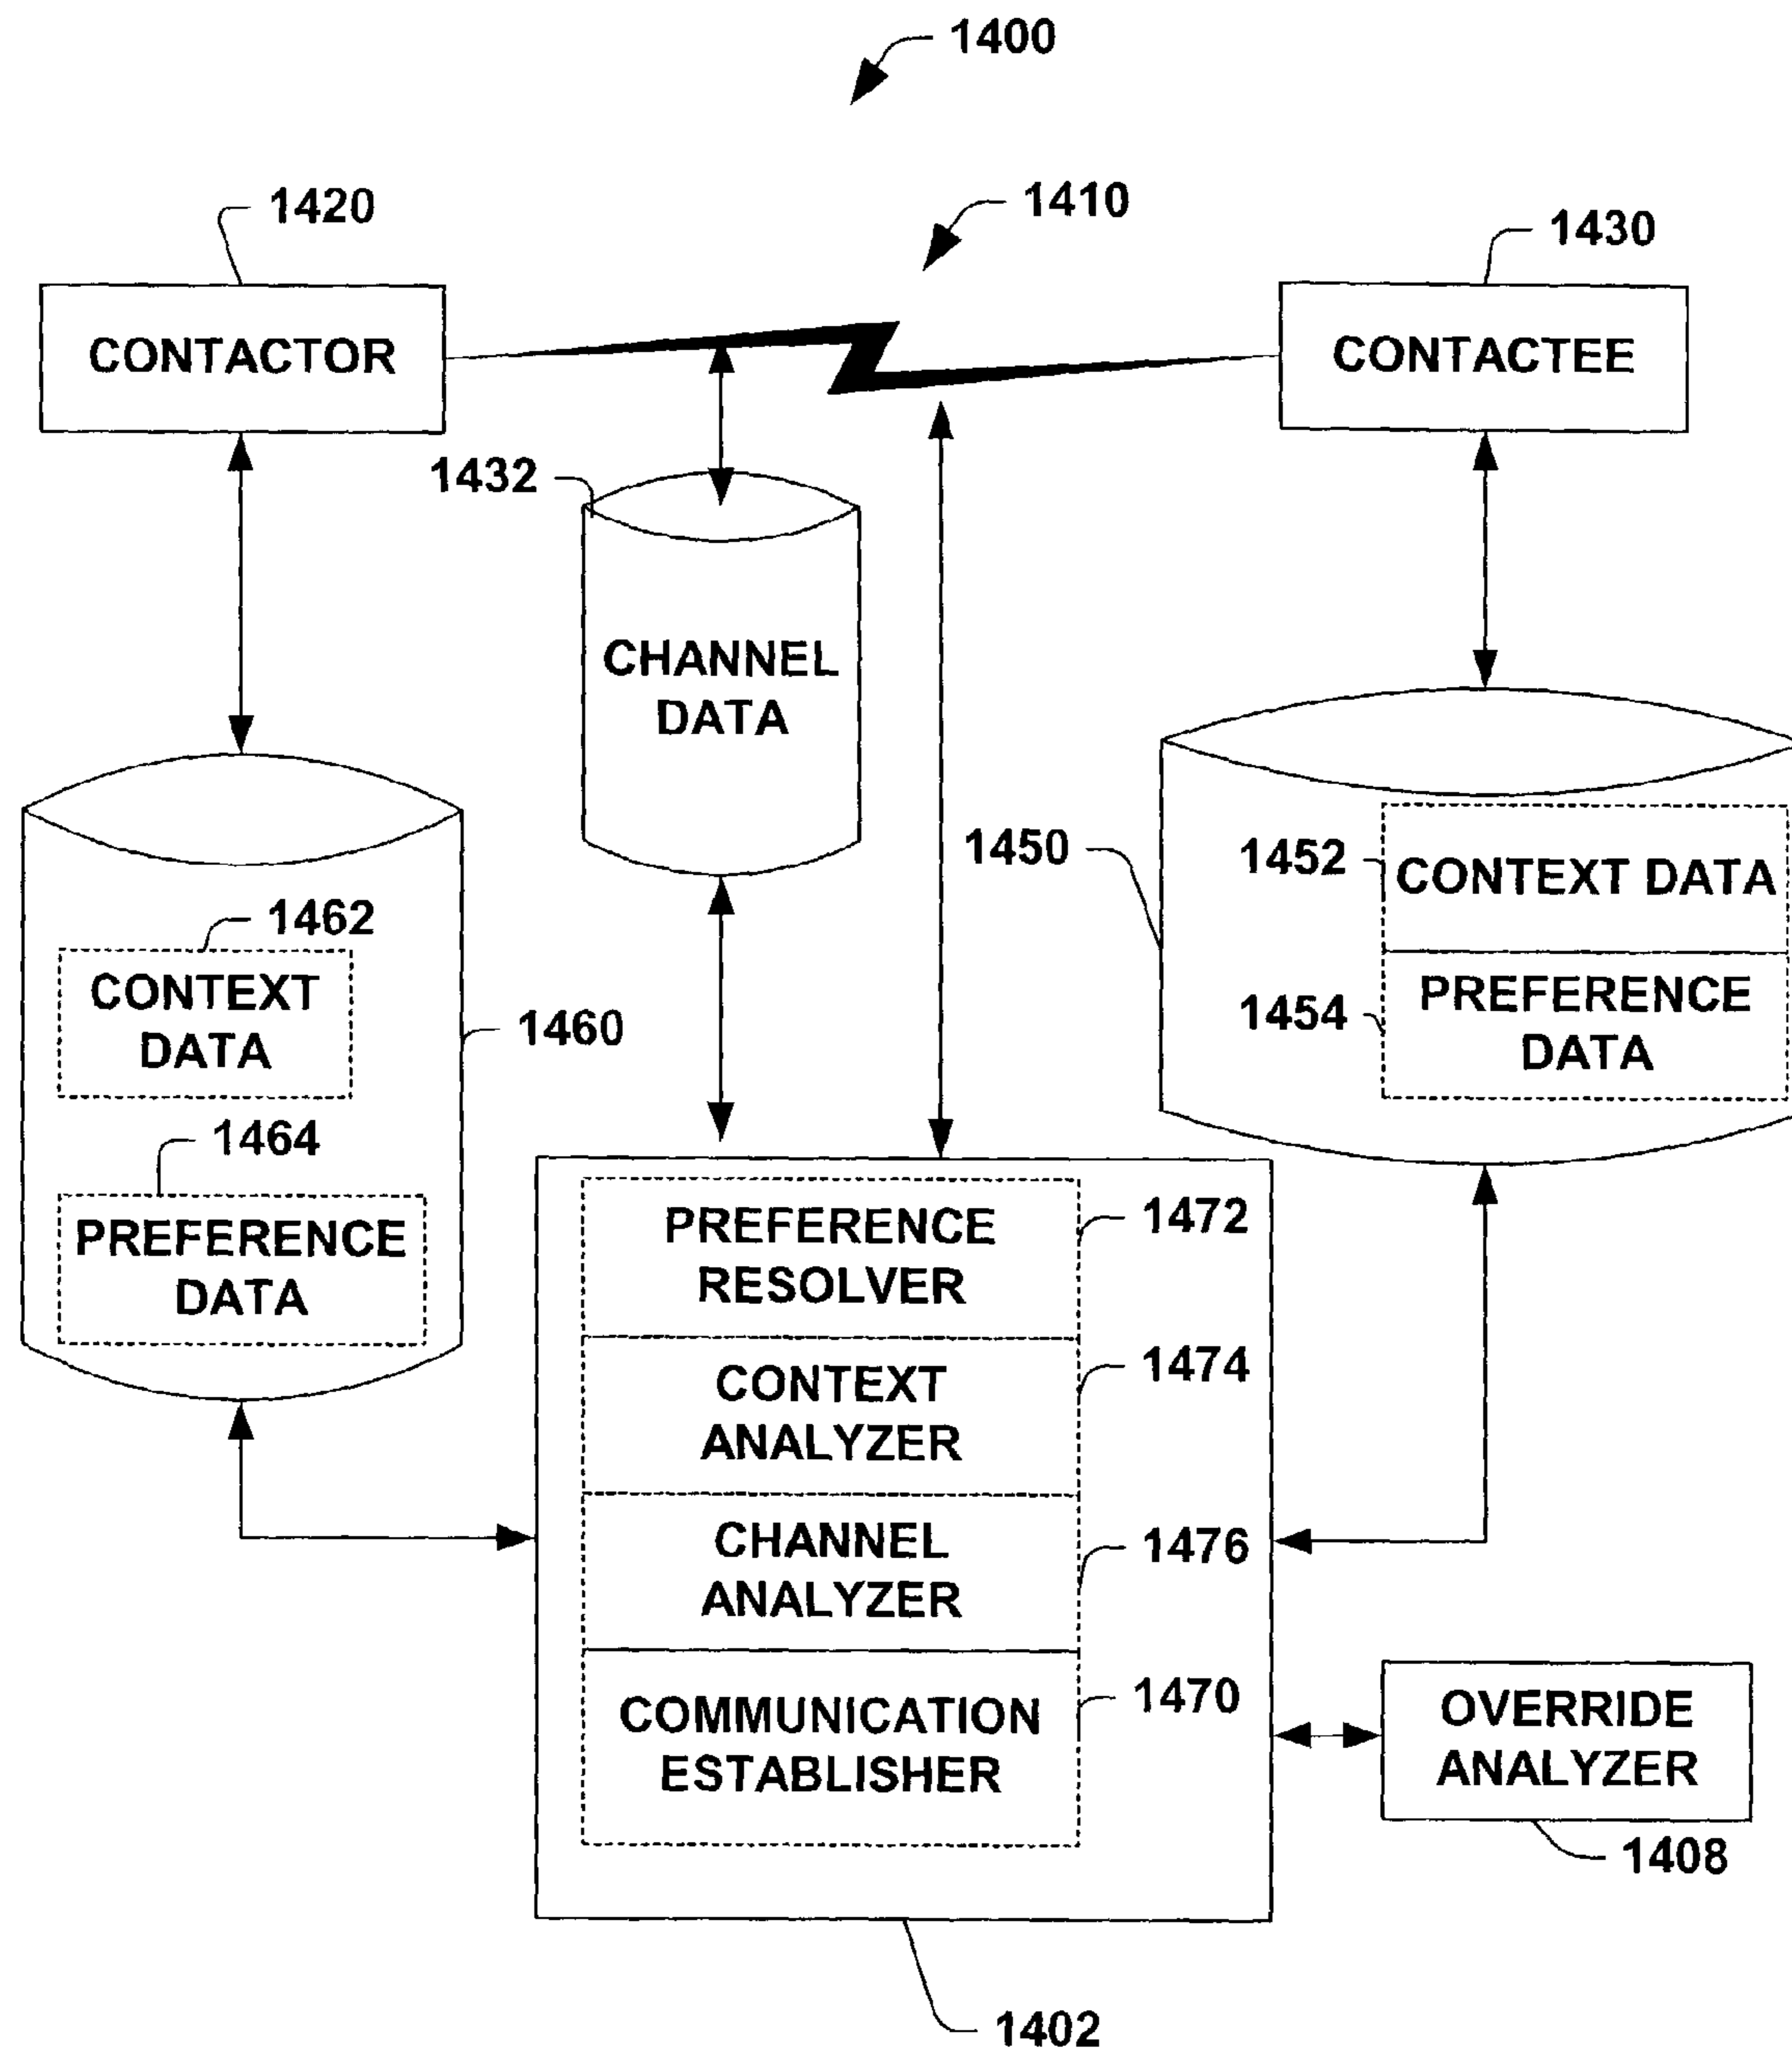 1400
1410
1420
1430
CONTACTOR
CONTACTEE
1432
CHANNEL
DATA
1450
1452
CONTEXT DATA
1454
PREFERENCE
DATA
1462
CONTEXT
DATA
1460
1464
PREFERENCE
DATA
PREFERENCE
RESOLVER
1472
CONTEXT
ANALYZER
1474
CHANNEL
ANALYZER
1476
COMMUNICATION
ESTABLISHER
1470
OVERRIDE
ANALYZER
1408
1402